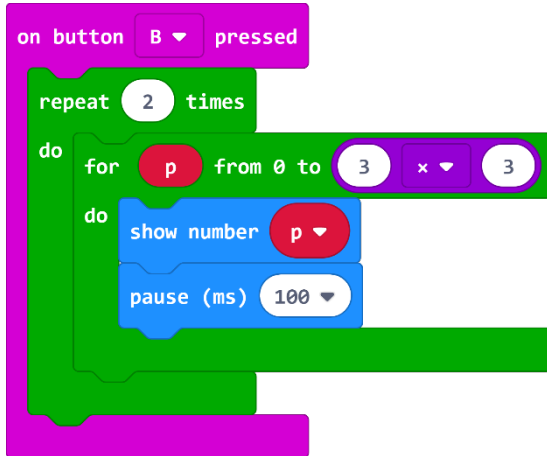 on button B pressed
repeat 2 times
do
for p from 0 to 3 × 3
do
show number p
pause (ms) 100